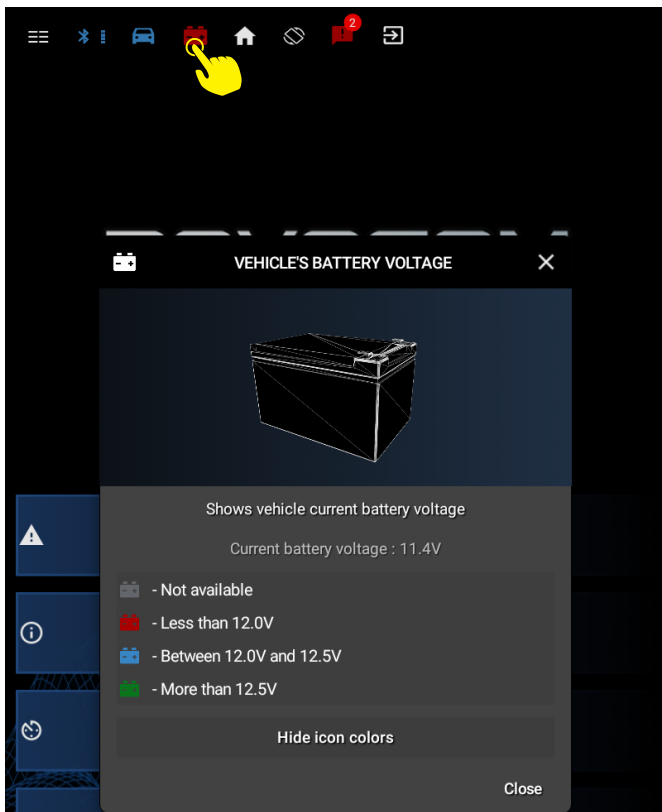 2
VEHICLE'S BATTERY VOLTAGE
Shows vehicle current battery voltage
Current battery voltage : 11.4V
- Not available
- Less than 12.0V
- Between 12.0V and 12.5V
- More than 12.5V
Hide icon colors
Close